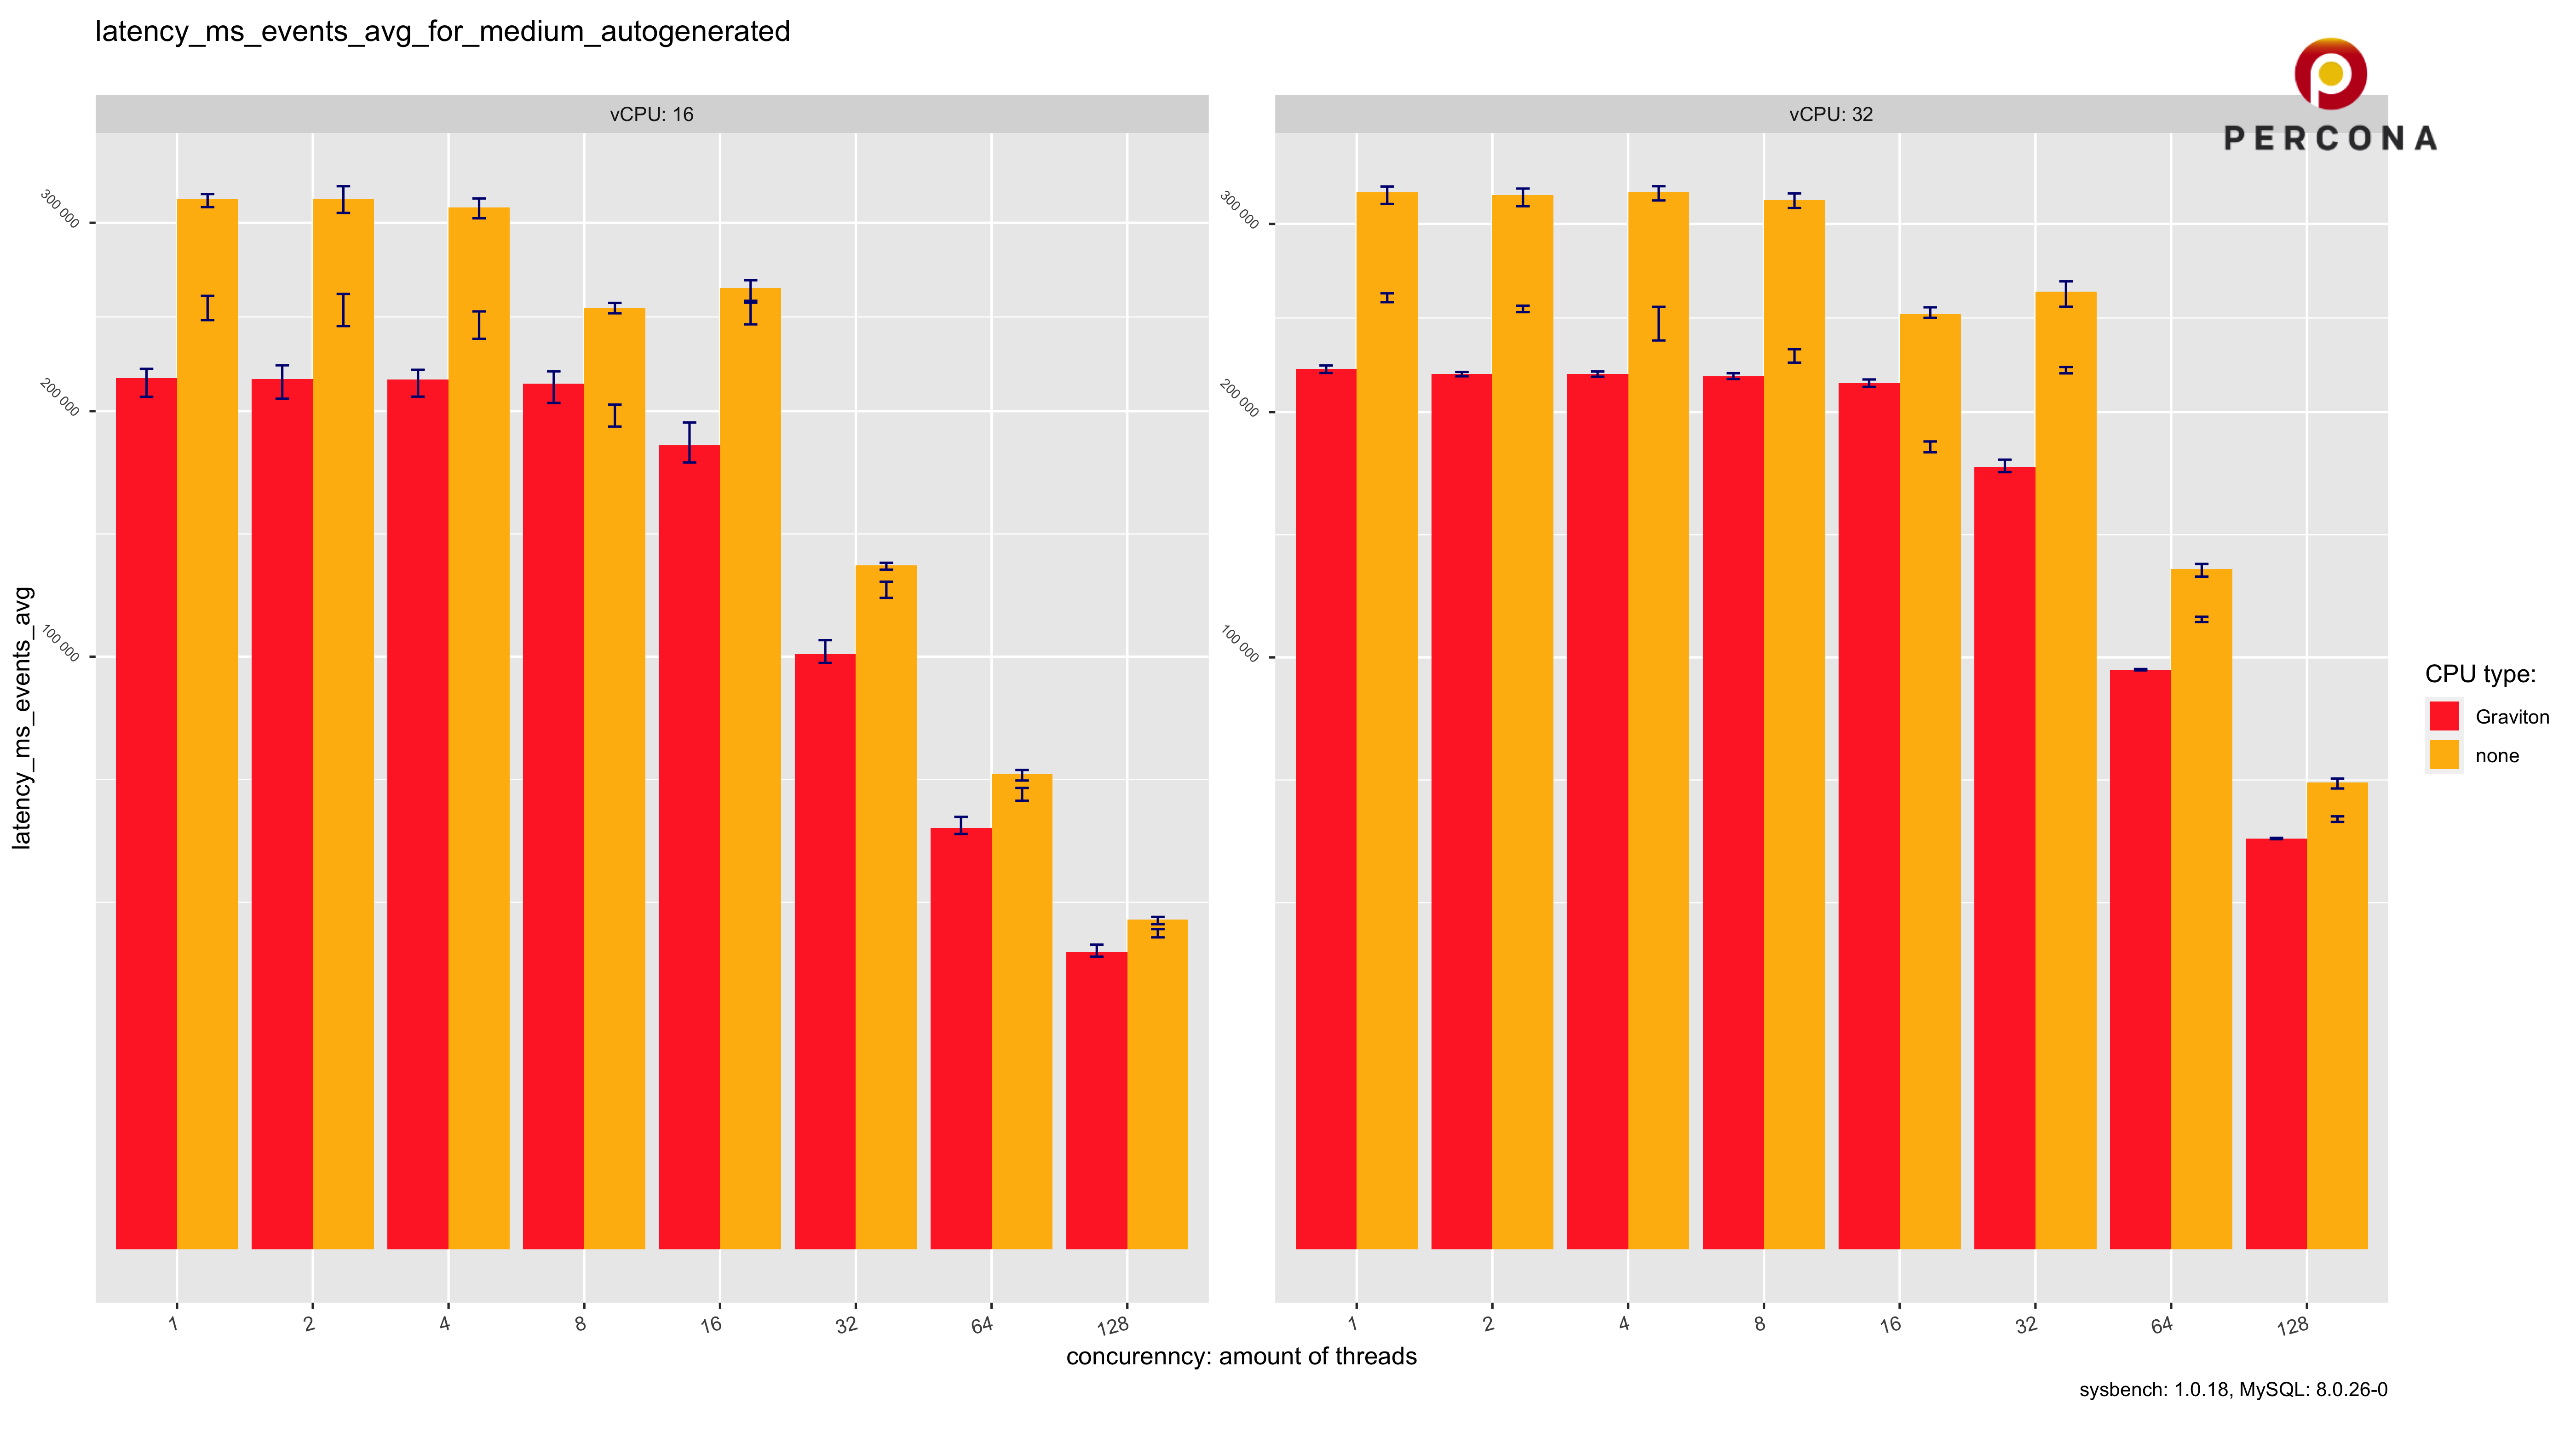 latency_ms_events_avg_for_medium_autogenerated
PERCONA
vCPU: 16
vCPU: 32
latency_ms_events_avg
300 000
200 000
100 000
300 000
200 000
100 000
1 2 4 8 16 32 64 128
1 2 4 8 16 32 64 128
concurenncy: amount of threads
CPU type:
Graviton
none
sysbench: 1.0.18, MySQL: 8.0.26-0